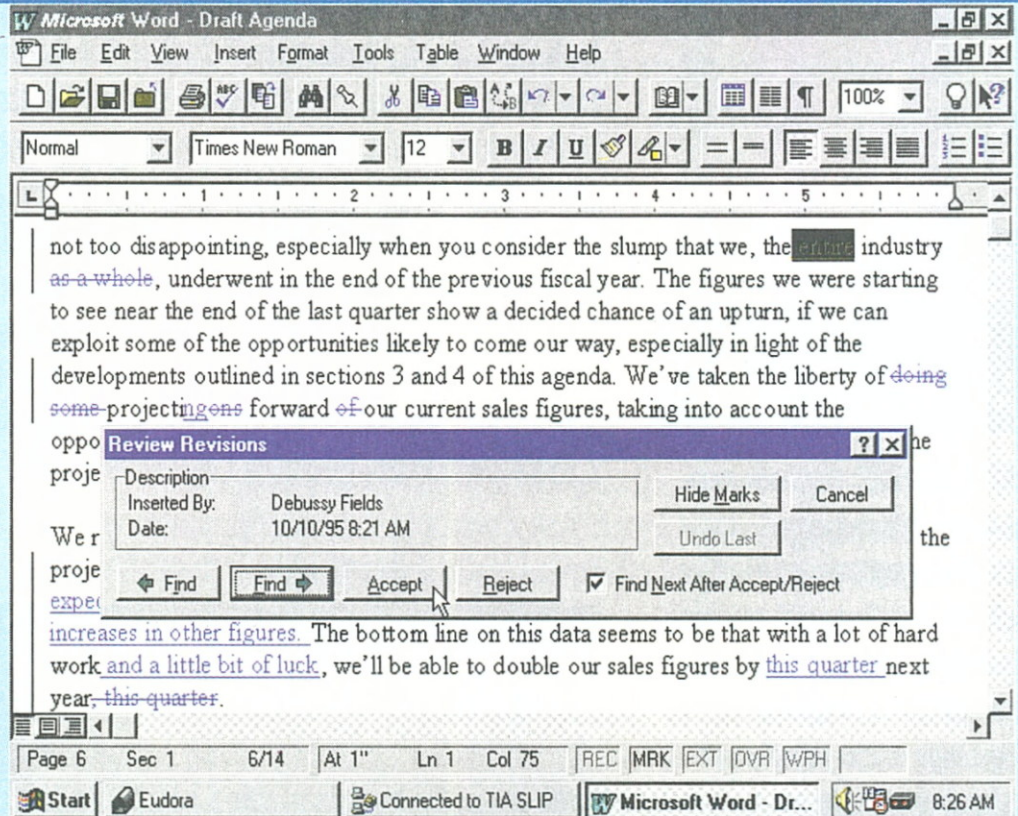 Microsoft Word - Draft Agenda
File Edit View Insert Format Tools Table Window Help
100%
Normal Times New Roman 12 B I U
1 2 3 4 5
not too disappointing, especially when you consider the slump that we, the entire industry
as a whole, underwent in the end of the previous fiscal year. The figures we were starting
to see near the end of the last quarter show a decided chance of an upturn, if we can
exploit some of the opportunities likely to come our way, especially in light of the
developments outlined in sections 3 and 4 of this agenda. We've taken the liberty of doing
some projectingons forward of our current sales figures, taking into account the
oppo he
proje
Review Revisions
Description
Inserted By: Debussy Fields
Date: 10/10/95 8:21 AM
Hide Marks Cancel
Undo Last
We r the
proje
Find Find Accept Reject Find Next After Accept/Reject
expec
increases in other figures. The bottom line on this data seems to be that with a lot of hard
work and a little bit of luck, we'll be able to double our sales figures by this quarter next
year, this quarter.
Page 6 Sec 1 6/14 At 1" Ln 1 Col 75 REC MRK EXT OVR WPH
Start Eudora Connected to TIA SLIP Microsoft Word - Dr... 8:26 AM